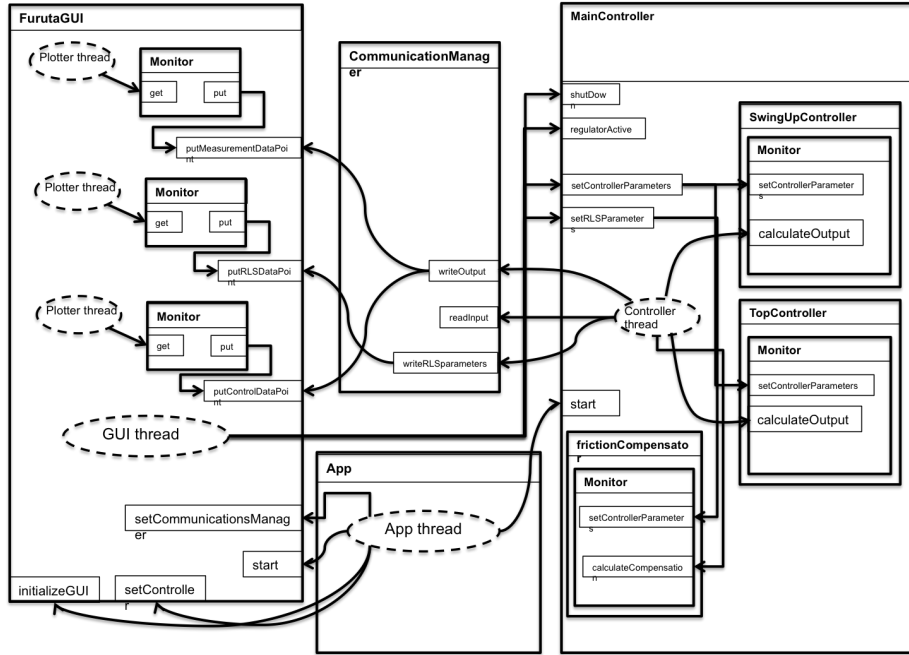 FurutaGUI
Plotter thread
Monitor
get
put
putMeasurementDataPoi
nt
Plotter thread
Monitor
get
put
putRLSDataPoi
nt
Plotter thread
Monitor
get
put
putControlDataPoi
nt
GUI thread
setCommunicationsManag
er
start
initializeGUI
setControlle
r
CommunicationManag
er
writeOutput
readInput
writeRLSparameters
App
App thread
MainController
shutDow
n
regulatorActive
setControllerParameters
setRLSParameter
s
Controller
thread
start
SwingUpController
Monitor
setControllerParameter
s
calculateOutput
TopController
Monitor
setControllerParameters
calculateOutput
frictionCompensato
r
Monitor
setControllerParameter
s
calculateCompensatio
n